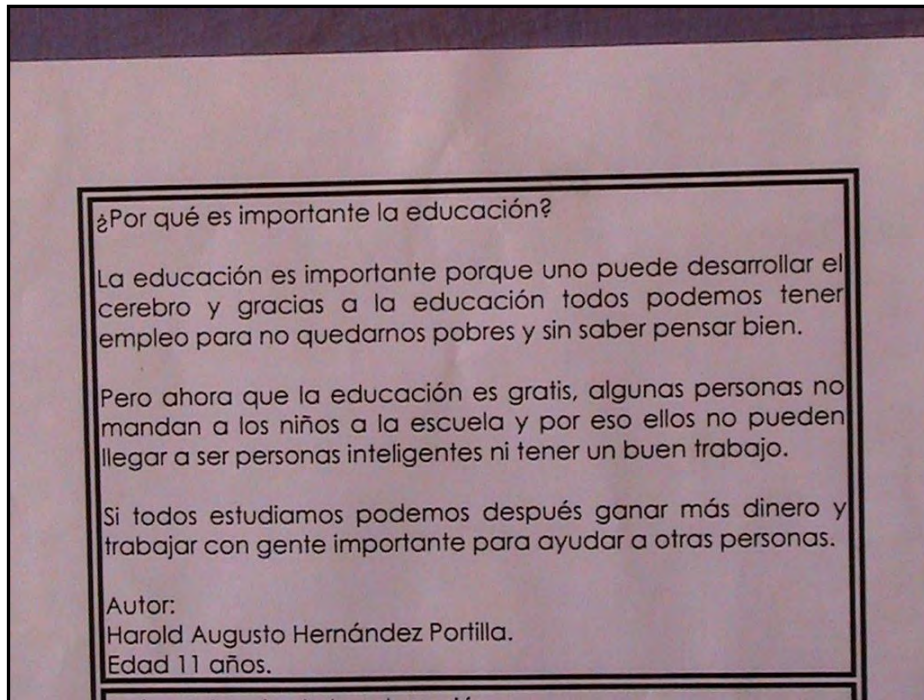 ¿Por qué es importante la educación?
La educación es importante porque uno puede desarrollar el
cerebro y gracias a la educación todos podemos tener
empleo para no quedarnos pobres y sin saber pensar bien.
Pero ahora que la educación es gratis, algunas personas no
mandan a los niños a la escuela y por eso ellos no pueden
llegar a ser personas inteligentes ni tener un buen trabajo.
Si todos estudiamos podemos después ganar más dinero y
trabajar con gente importante para ayudar a otras personas.
Autor:
Harold Augusto Hernández Portilla.
Edad 11 años.